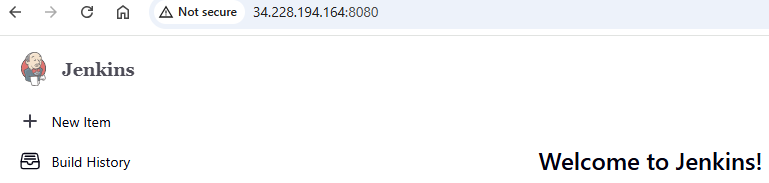 Not secure 34.228.194.164:8080
Jenkins
New Item
Build History
Welcome to Jenkins!